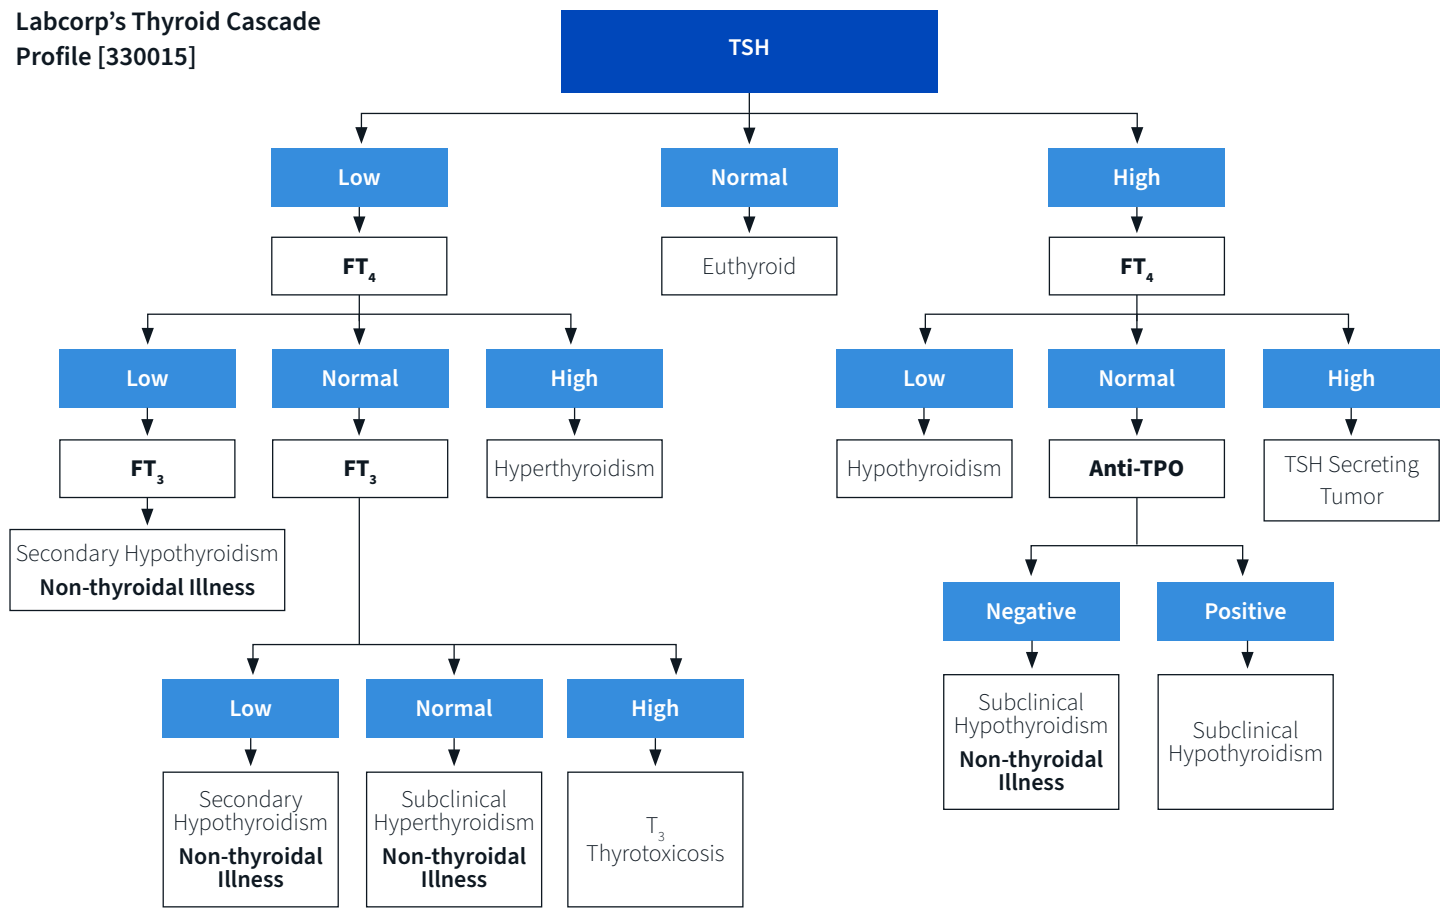 Labcorp's Thyroid Cascade
Profile [330015]
TSH
Low
Normal
High
FT4
Euthyroid
FT4
Low
Normal
High
Low
Normal
High
FT3
FT3
Hyperthyroidism
Hypothyroidism
Anti-TPO
TSH Secreting
Tumor
Secondary Hypothyroidism
Non-thyroidal Illness
Negative
Positive
Subclinical
Hypothyroidism
Non-thyroidal
Illness
Subclinical
Hypothyroidism
Low
Normal
High
Secondary
Hypothyroidism
Non-thyroidal
Illness
Subclinical
Hyperthyroidism
Non-thyroidal
Illness
T3
Thyrotoxicosis